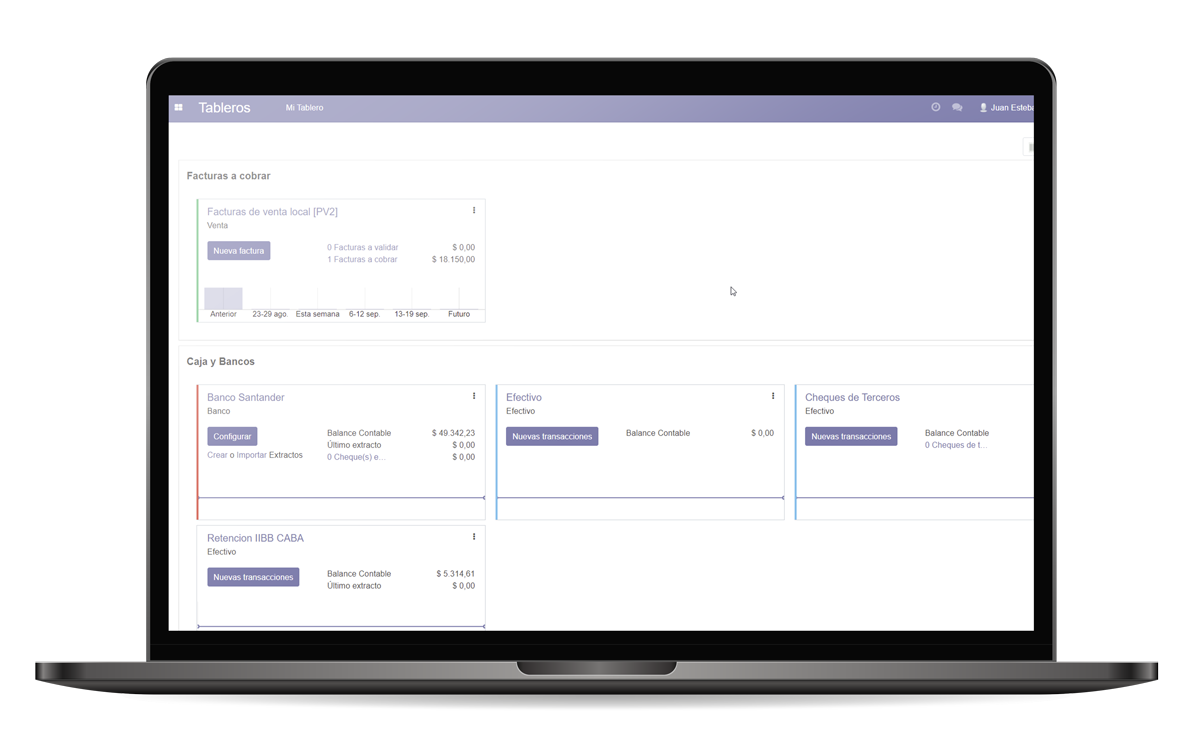 Tableros Mi Tablero
Facturas a cobrar
Facturas de venta local [PV2]
Venta
Nueva factura
0 Facturas a validar $ 0,00
1 Facturas a cobrar $ 18.150,00
Anterior 23-29 ago. Esta semana 6-12 sep. 13-19 sep. Futuro
Caja y Bancos
Banco Santander
Banco
Configurar
Crear o Importar Extractos
Balance Contable $ 49.342,23
Último extracto $ 0,00
0 Cheque(s) e... $ 0,00
Efectivo
Efectivo
Nuevas transacciones
Balance Contable $ 0,00
Cheques de Terceros
Efectivo
Nuevas transacciones
Balance Contable
0 Cheques de t...
Retencion IIBB CABA
Efectivo
Nuevas transacciones
Balance Contable $ 5.314,61
Último extracto $ 0,00
Juan